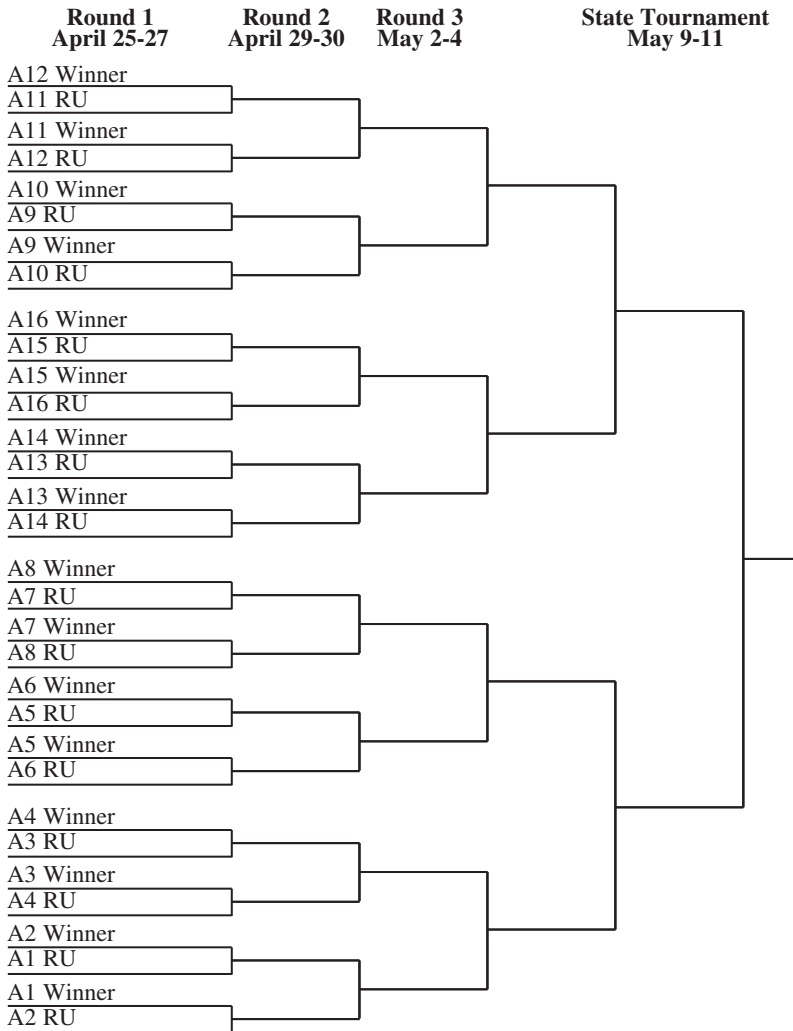 Round 1 Round 2 Round 3 State Tournament
April 25-27 April 29-30 May 2-4 May 9-11
A12 Winner
A11 RU
A11 Winner
A12 RU
A10 Winner
A9 RU
A9 Winner
A10 RU
A16 Winner
A15 RU
A15 Winner
A16 RU
A14 Winner
A13 RU
A13 Winner
A14 RU
A8 Winner
A7 RU
A7 Winner
A8 RU
A6 Winner
A5 RU
A5 Winner
A6 RU
A4 Winner
A3 RU
A3 Winner
A4 RU
A2 Winner
A1 RU
A1 Winner
A2 RU